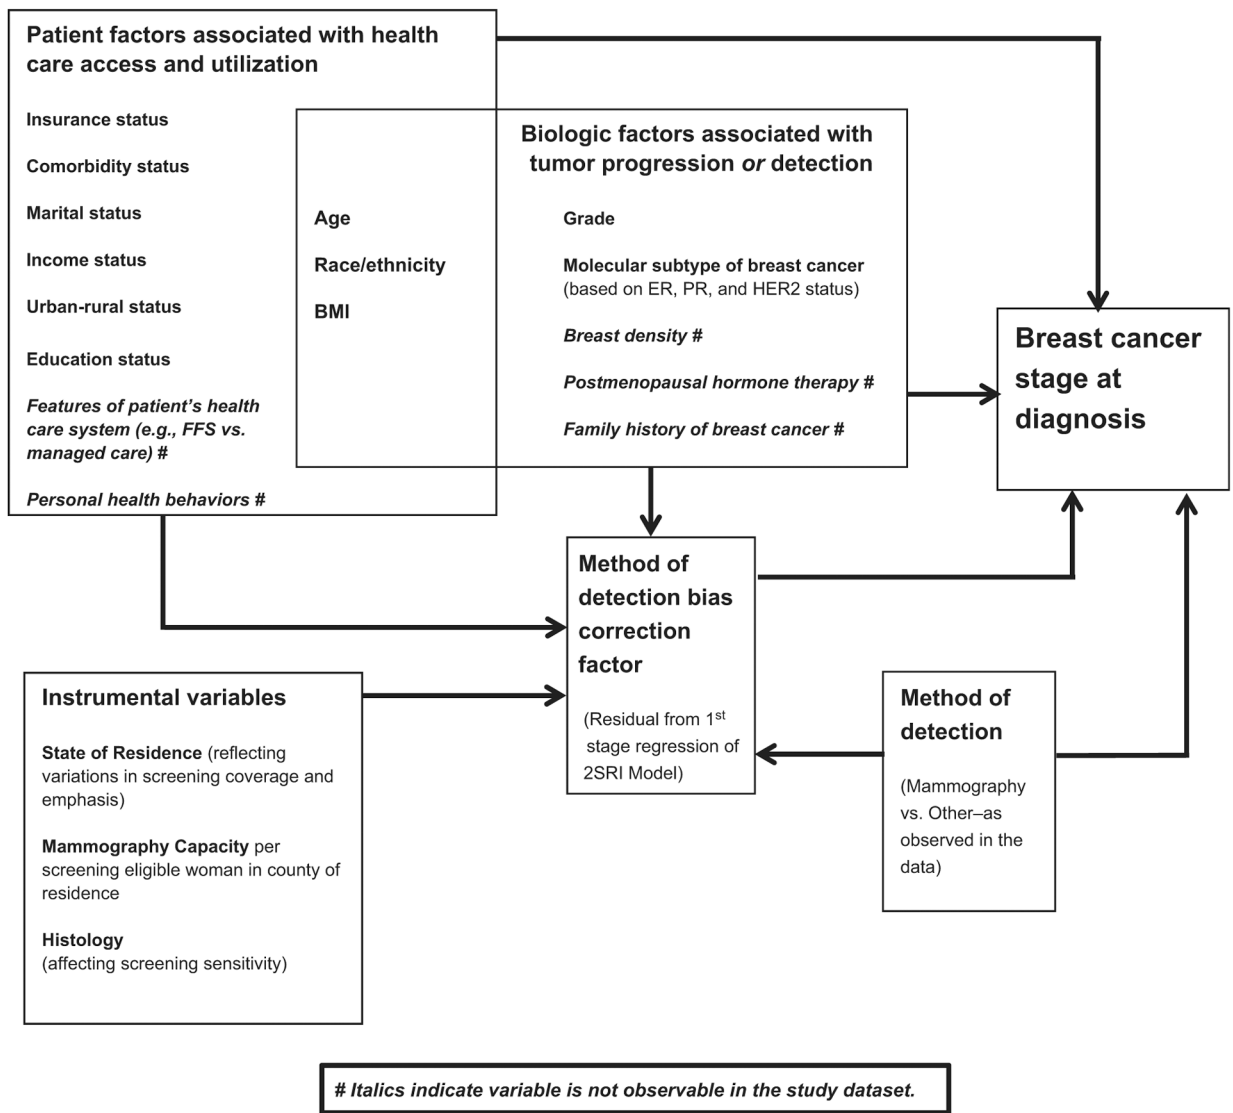 Patient factors associated with health
care access and utilization
Insurance status
Comorbidity status
Marital status
Income status
Urban-rural status
Education status
Features of patient's health
care system (e.g., FFS vs.
managed care) #
Personal health behaviors #
Age
Race/ethnicity
BMI
Biologic factors associated with
tumor progression or detection
Grade
Molecular subtype of breast cancer
(based on ER, PR, and HER2 status)
Breast density #
Postmenopausal hormone therapy #
Family history of breast cancer #
Breast cancer
stage at
diagnosis
Method of
detection bias
correction
factor
(Residual from 1st
stage regression of
2SRI Model)
Instrumental variables
State of Residence (reflecting
variations in screening coverage and
emphasis)
Mammography Capacity per
screening eligible woman in county of
residence
Histology
(affecting screening sensitivity)
Method of
detection
(Mammography
vs. Other–as
observed in the
data)
# Italics indicate variable is not observable in the study dataset.